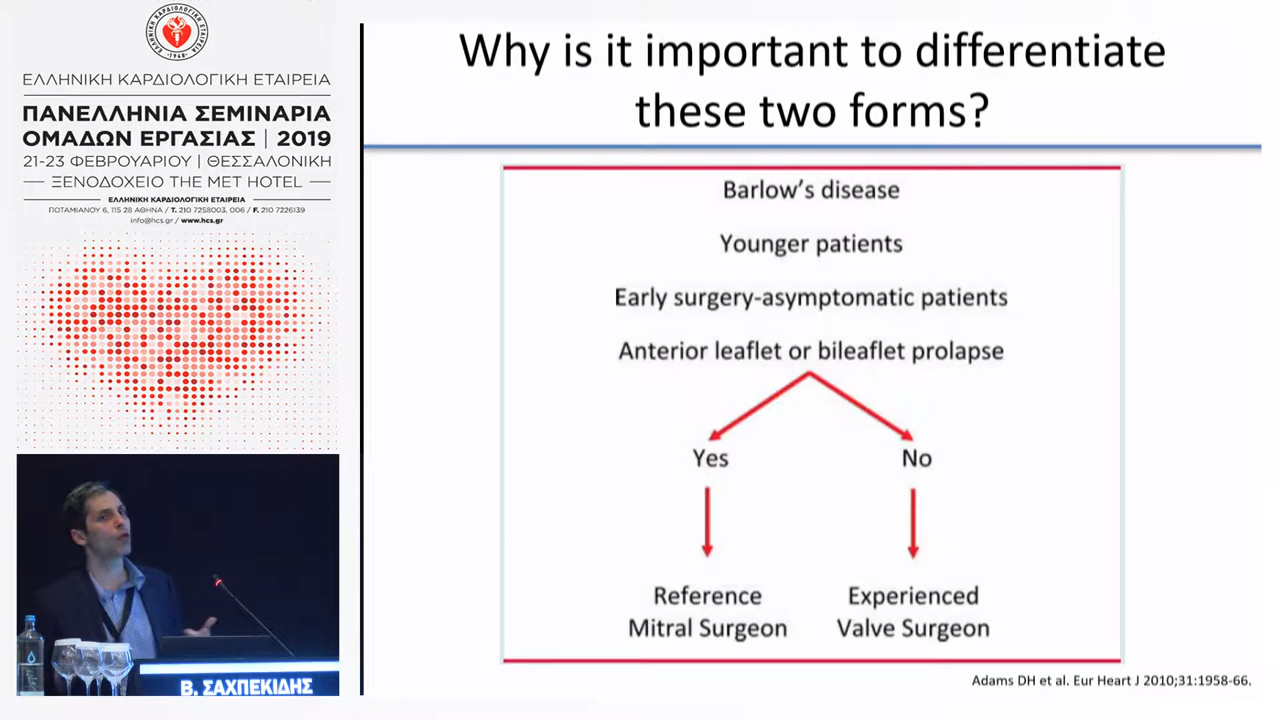 ΕΛΛΗΝΙΚΗ ΚΑΡΔΙΟΛΟΓΙΚΗ ΕΤΑΙΡΕΙΑ
1948
ΕΛΛΗΝΙΚΗ ΚΑΡΔΙΟΛΟΓΙΚΗ ΕΤΑΙΡΕΙΑ
ΠΑΝΕΛΛΗΝΙΑ ΣΕΜΙΝΑΡΙΑ
ΟΜΑΔΩΝ ΕΡΓΑΣΙΑΣ | 2019
21-23 ΦΕΒΡΟΥΑΡΙΟΥ | ΘΕΣΣΑΛΟΝΙΚΗ
ΞΕΝΟΔΟΧΕΙΟ THE MET HOTEL
ΕΛΛΗΝΙΚΗ ΚΑΡΔΙΟΛΟΓΙΚΗ ΕΤΑΙΡΕΙΑ
ΠΟΤΑΜΙΑΝΟΥ 6, 115 28 ΑΘΗΝΑ / Τ. 210 7258003, 006 / F. 210 7226139
info@hcs.gr / www.hcs.gr
Β. ΣΑΧΠΕΚΙΔΗΣ
Why is it important to differentiate
these two forms?
Barlow's disease
Younger patients
Early surgery-asymptomatic patients
Anterior leaflet or bileaflet prolapse
Yes No
Reference Experienced
Mitral Surgeon Valve Surgeon
Adams DH et al. Eur Heart J 2010;31:1958-66.